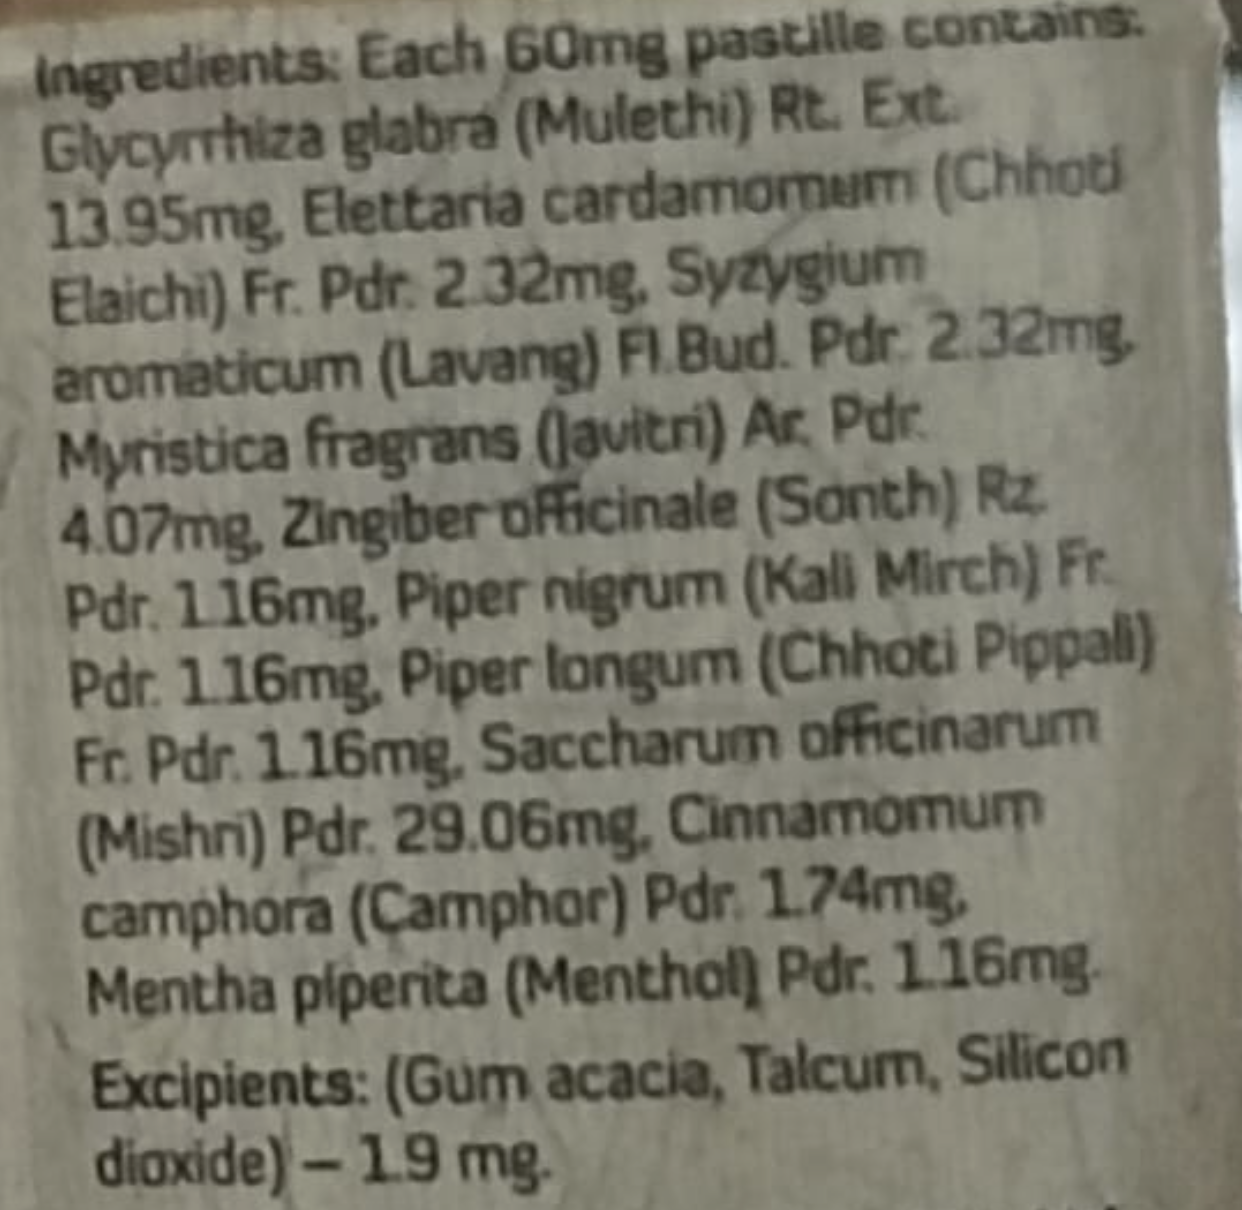 Ingredients: Each 60mg pastille contains:
Glycyrrhiza glabra (Mulethi) Rt. Ext.
13.95mg, Elettaria cardamomum (Chhoti
Elaichi) Fr. Pdr. 2.32mg, Syzygium
aromaticum (Lavang) Fl.Bud. Pdr. 2.32mg,
Myristica fragrans (Javitri) Ar. Pdr.
4.07mg, Zingiber officinale (Sonth) Rz.
Pdr. 1.16mg, Piper nigrum (Kali Mirch) Fr.
Pdr. 1.16mg, Piper longum (Chhoti Pippali)
Fr. Pdr. 1.16mg, Saccharum officinarum
(Mishri) Pdr. 29.06mg, Cinnamomum
camphora (Camphor) Pdr. 1.74mg,
Mentha piperita (Menthol) Pdr. 1.16mg.
Excipients: (Gum acacia, Talcum, Silicon
dioxide) – 1.9 mg.